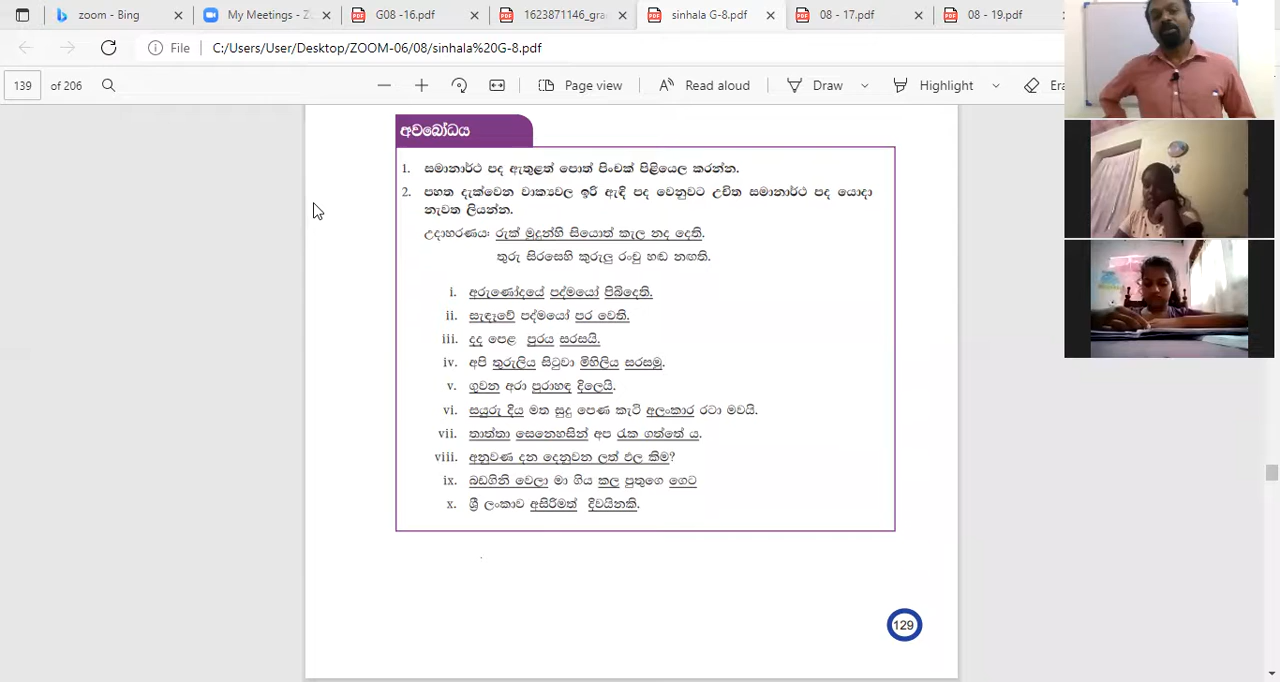 zoom - Bing
My Meetings - Z
G08 -16.pdf
1623871146_gra
sinhala G-8.pdf
08 - 17.pdf
08 - 19.pdf
File C:/Users/User/Desktop/ZOOM-06/08/sinhala%20G-8.pdf
139 of 206 Page view Read aloud Draw Highlight Era
අවබෝධය
1. සමානාර්ථ පද ඇතුළත් පොත් පිංචක් පිළියෙල කරන්න.
2. පහත දැක්වෙන වාක්‍යවල ඉරි ඇඳි පද වෙනුවට උචිත සමානාර්ථ පද යොදා
නැවත ලියන්න.
උදාහරණය: රුක් මුදුන්හි සියොත් කැල නද දෙති.
තුරු සිරසෙහි කුරුලු රංචු හඬ නඟති.
i. අරුණෝදයේ පද්මයෝ පිබිදෙති.
ii. සැඳෑවේ පද්මයෝ පර වෙති.
iii. දද පෙළ පුරය සරසයි.
iv. අපි තුරුලිය සිටුවා මිහිලිය සරසමු.
v. ගුවන අරා පුරාහඳ දිලෙයි.
vi. සයුරු දිය මත සුදු පෙණ කැටි අලංකාර රටා මවයි.
vii. තාත්තා සෙනෙහසින් අප රැක ගත්තේ ය.
viii. අනුවණ දන දෙනුවන ලත් ඵල කිම?
ix. බඩගිනි වෙලා මා ගිය කල පුතුගෙ ගෙට
x. ශ්‍රී ලංකාව අසිරිමත් දිවයිනකි.
129